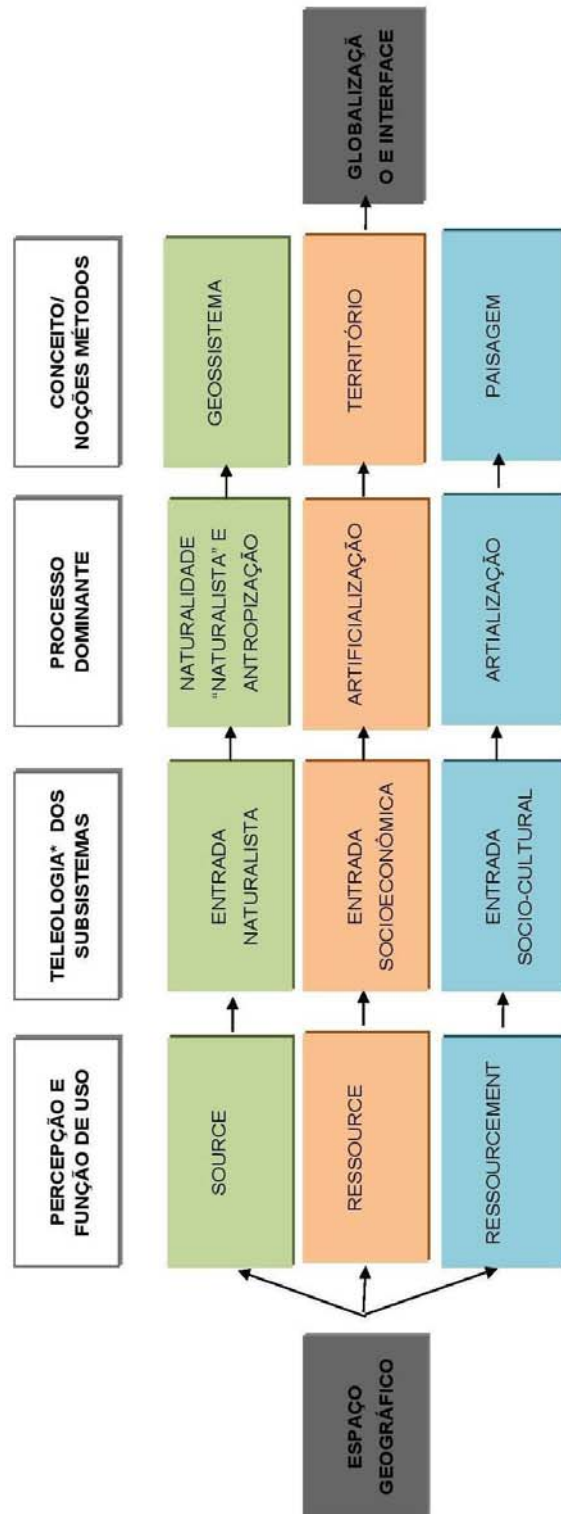 PERCEPÇÃO E
FUNÇÃO DE USO
TELEOLOGIA* DOS
SUBSISTEMAS
PROCESSO
DOMINANTE
CONCEITO/
NOÇÕES MÉTODOS
SOURCE
ENTRADA
NATURALISTA
NATURALIDADE
“NATURALISTA” E
ANTROPIZAÇÃO
GEOSSISTEMA
ESPAÇO
GEOGRÁFICO
RESSOURCE
ENTRADA
SOCIOECONÔMICA
ARTIFICIALIZAÇÃO
TERRITÓRIO
GLOBALIZAÇÃ
O E INTERFACE
RESSOURCEMENT
ENTRADA
SOCIO-CULTURAL
ARTIALIZAÇÃO
PAISAGEM